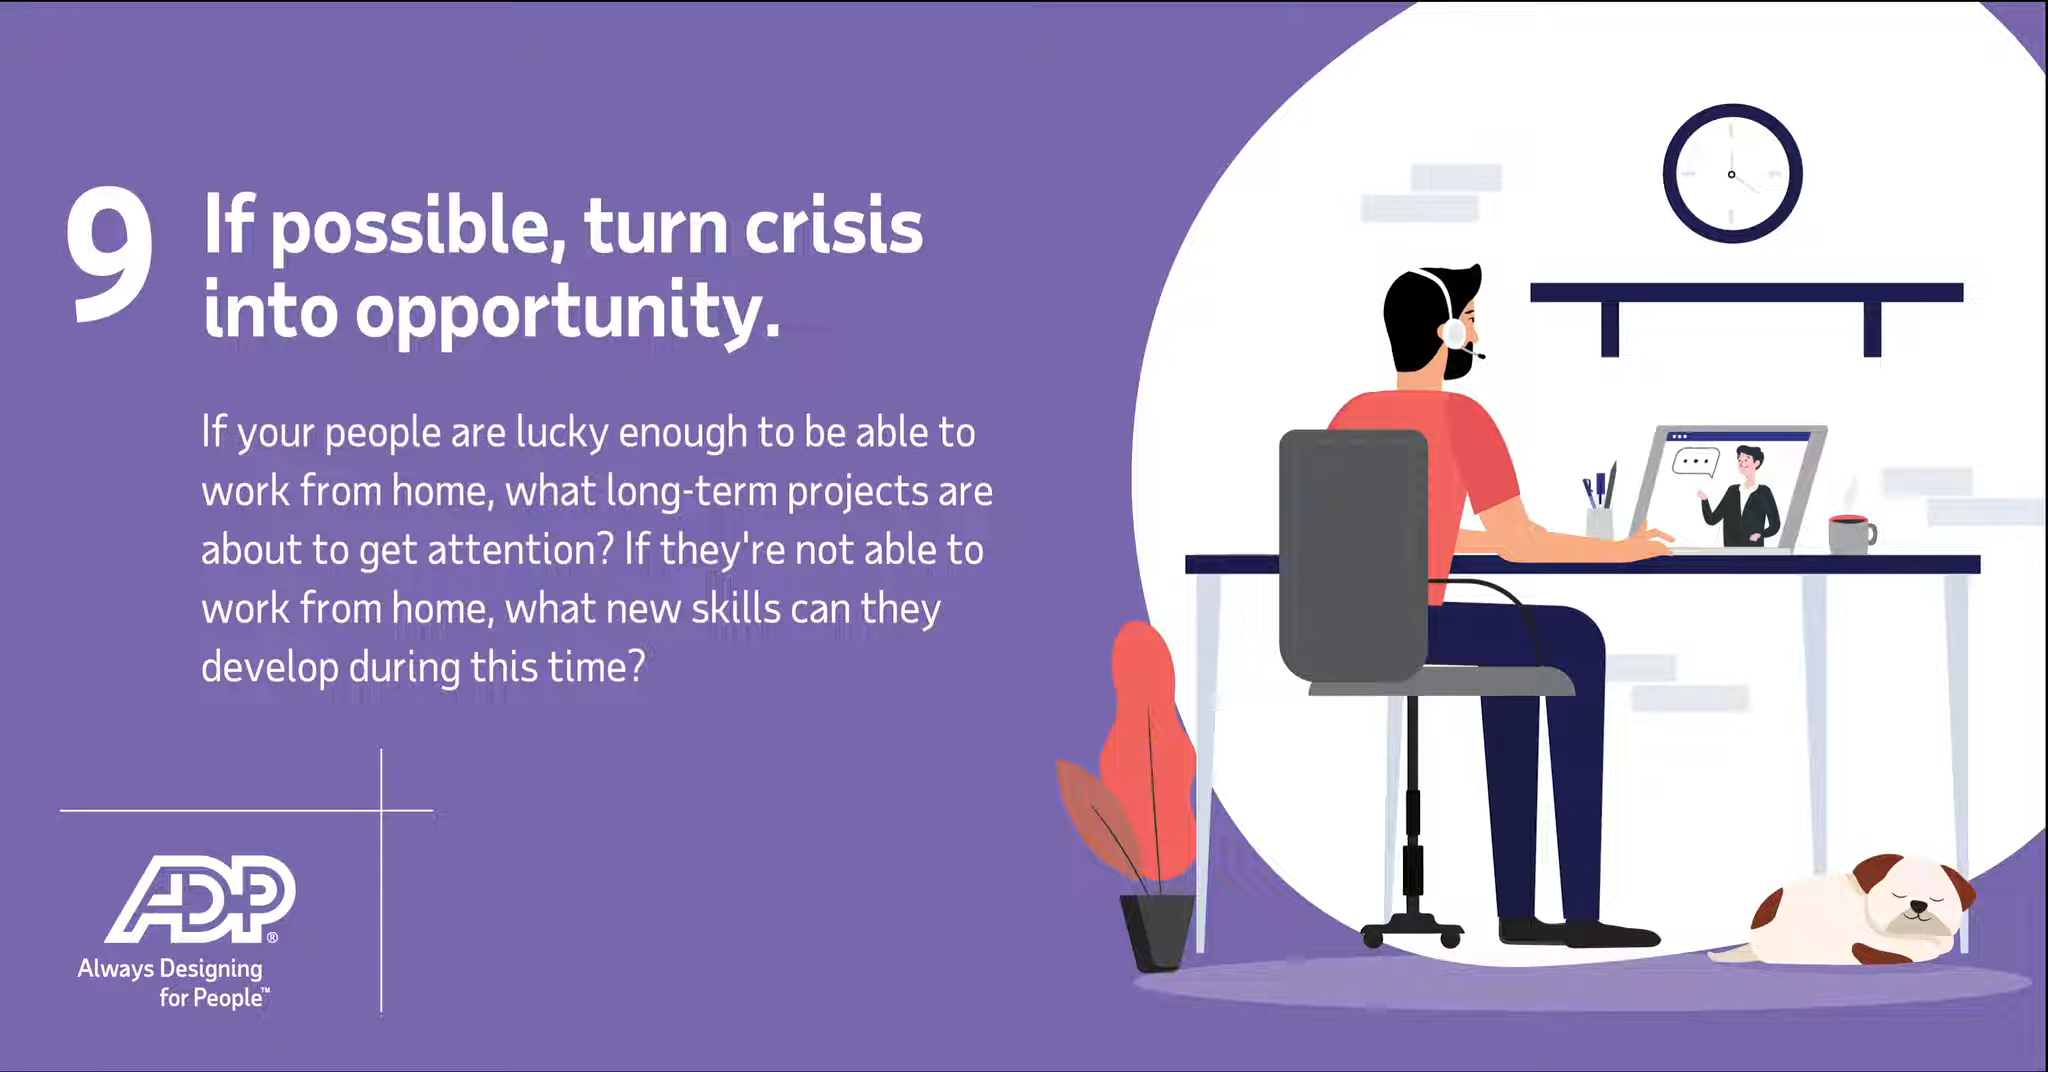 9
If possible, turn crisis
into opportunity.
If your people are lucky enough to be able to
work from home, what long-term projects are
about to get attention? If they're not able to
work from home, what new skills can they
develop during this time?
ADP®
Always Designing
for People™